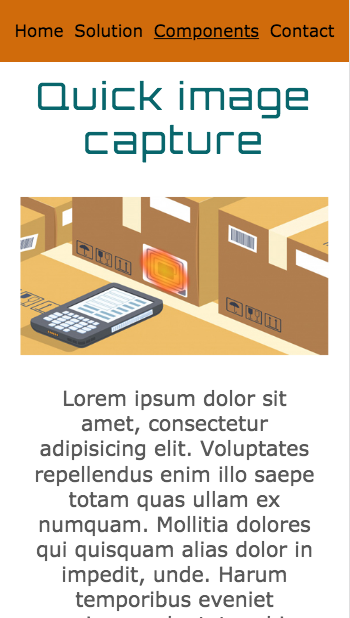 Home Solution Components Contact
Quick image
capture
Lorem ipsum dolor sit
amet, consectetur
adipisicing elit. Voluptates
repellendus enim illo saepe
totam quas ullam ex
numquam. Mollitia dolores
qui quisquam alias dolor in
impedit, unde. Harum
temporibus eveniet